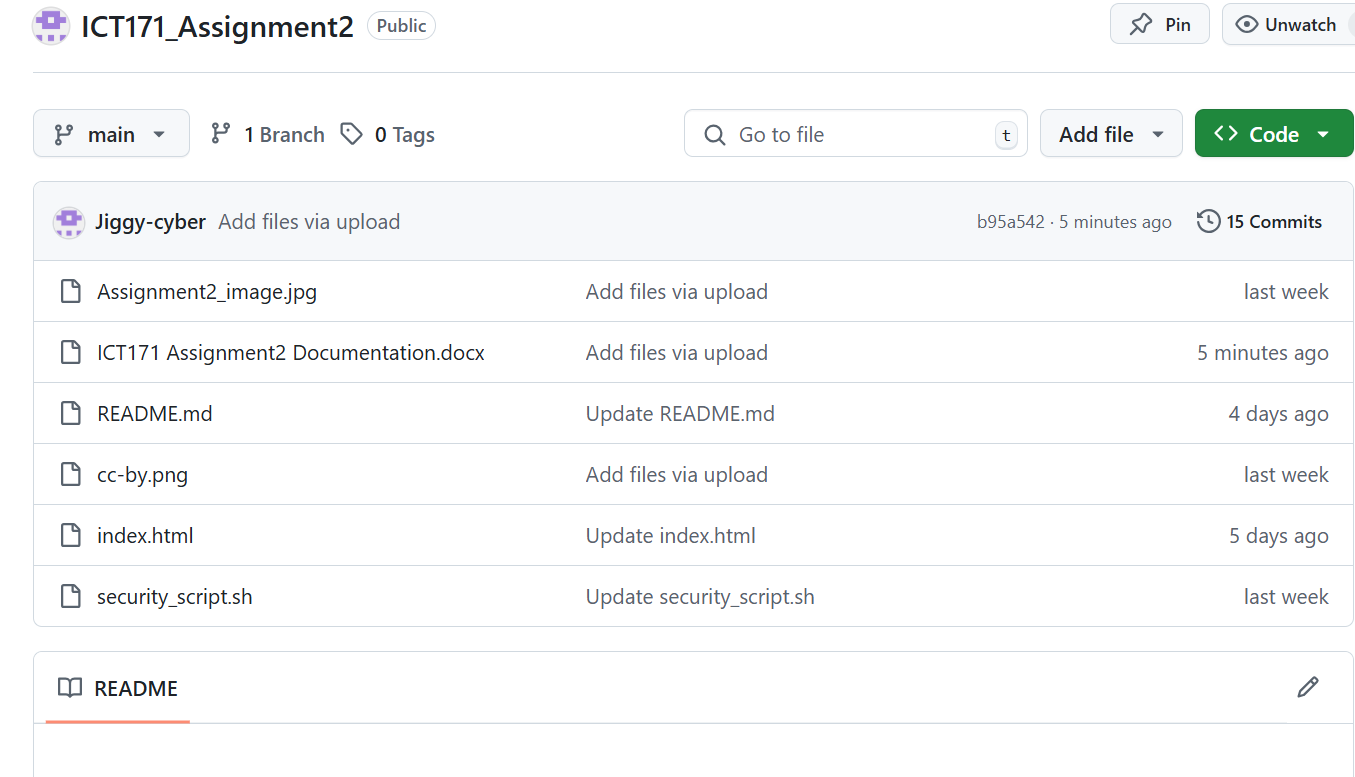 ICT171_Assignment2 Public Pin Unwatch
main 1 Branch 0 Tags Go to file t Add file Code
Jiggy-cyber Add files via upload b95a542 · 5 minutes ago 15 Commits
Assignment2_image.jpg Add files via upload last week
ICT171 Assignment2 Documentation.docx Add files via upload 5 minutes ago
README.md Update README.md 4 days ago
cc-by.png Add files via upload last week
index.html Update index.html 5 days ago
security_script.sh Update security_script.sh last week
README